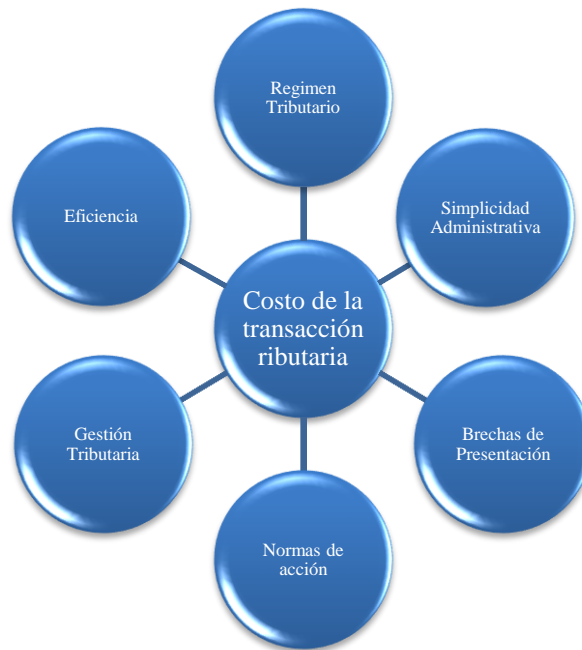 Regimen
Tributario
Eficiencia
Simplicidad
Administrativa
Costo de la
transacción
ributaria
Gestión
Tributaria
Brechas de
Presentación
Normas de
acción